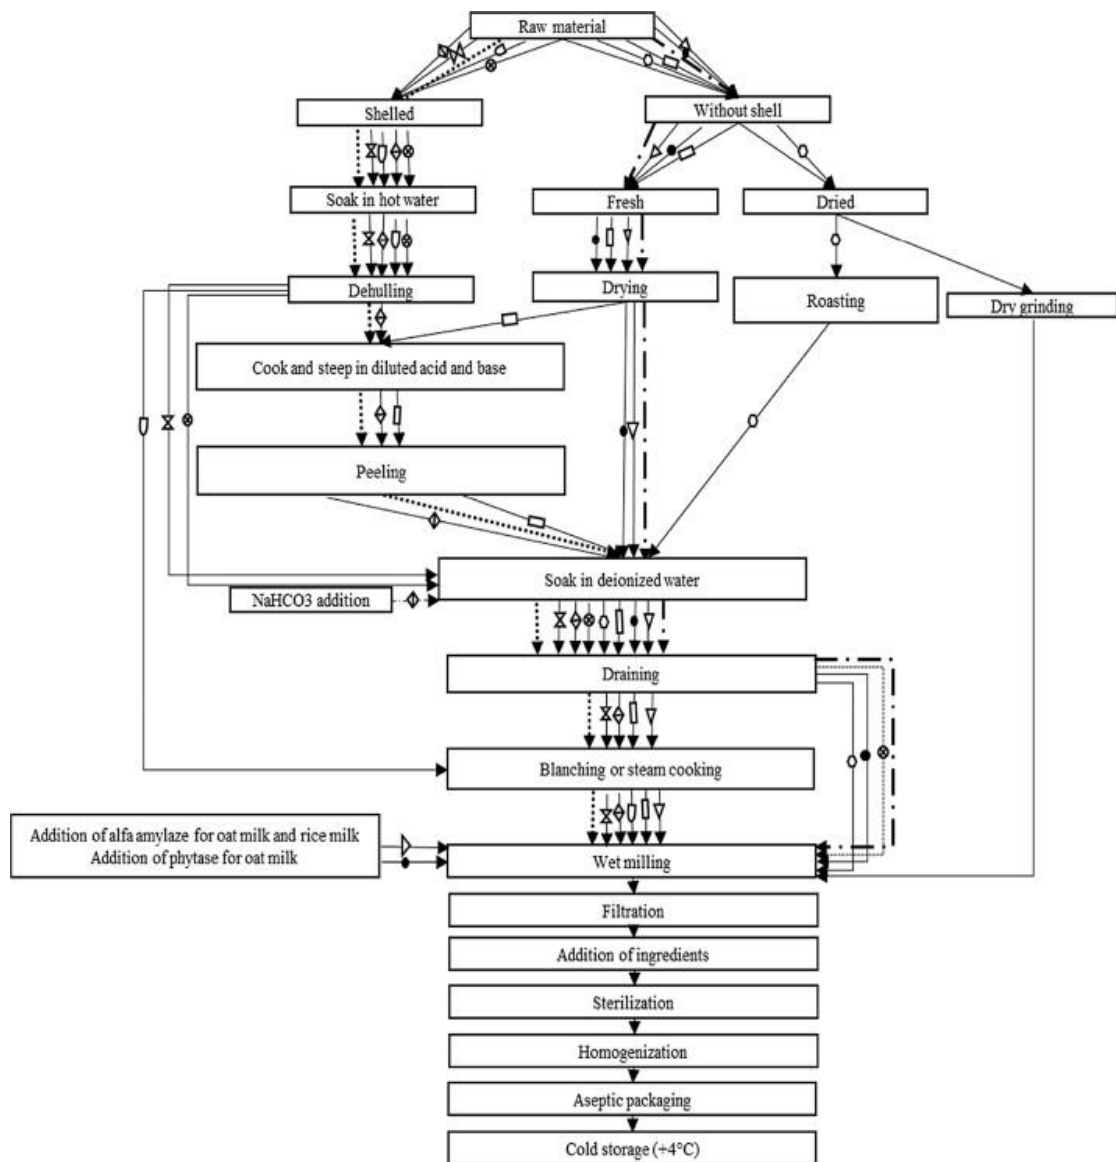 Raw material
Shelled
Without shell
Soak in hot water
Fresh
Dried
Dehulling
Drying
Roasting
Dry grinding
Cook and steep in diluted acid and base
Peeling
Soak in deionized water
NaHCO3 addition
Draining
Blanching or steam cooking
Addition of alfa amylaze for oat milk and rice milk
Addition of phytase for oat milk
Wet milling
Filtration
Addition of ingredients
Sterilization
Homogenization
Aseptic packaging
Cold storage (+4°C)